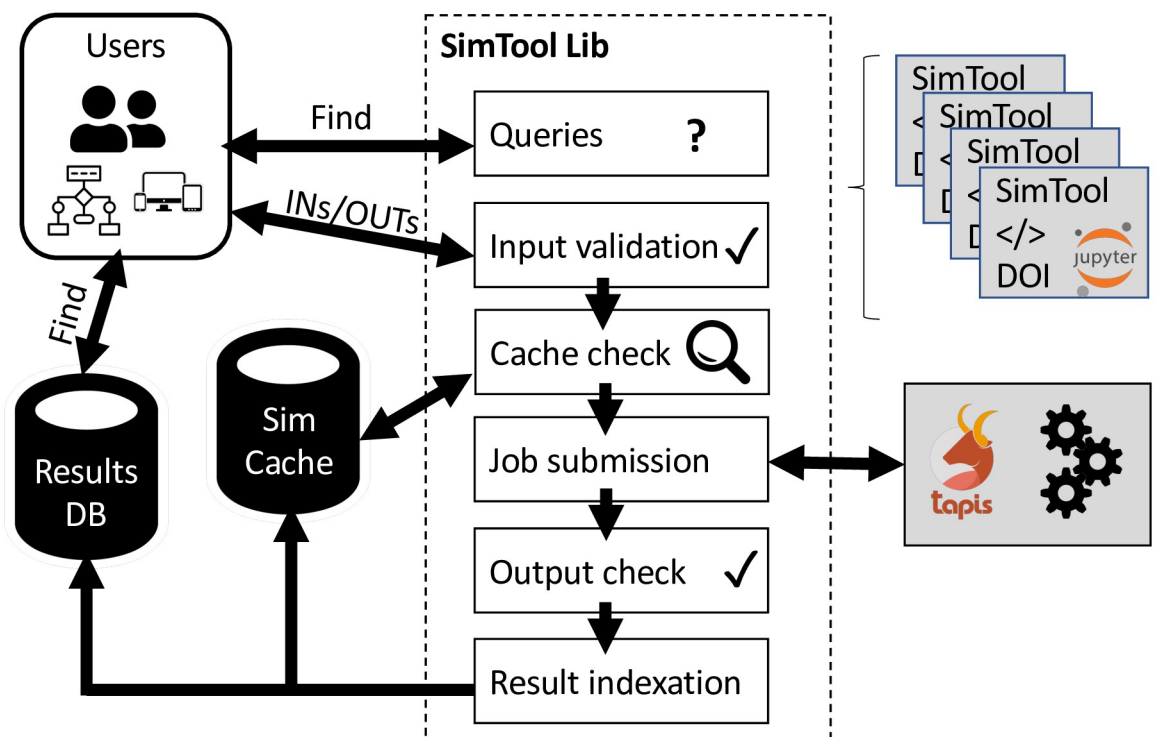 Users
SimTool Lib
Find
Queries ?
INs/OUTs
Input validation
Find
Cache check
Sim
Cache
Results
DB
Job submission
Output check
Result indexation
SimTool
<
D
SimTool
<
D
SimTool
<
D
SimTool
</>
DOI
jupyter
tapis